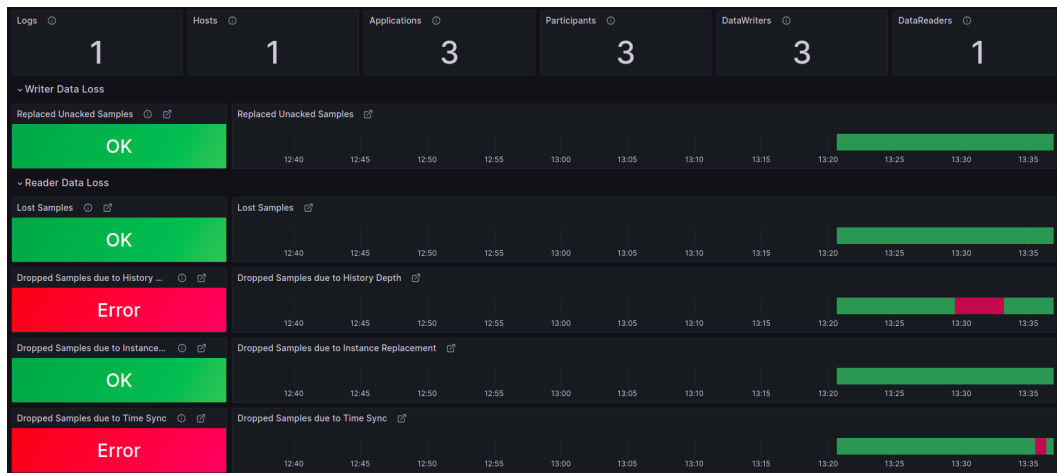 Logs Hosts Applications Participants DataWriters DataReaders
1 1 3 3 3 1
Writer Data Loss
Replaced Unacked Samples Replaced Unacked Samples
OK
12:40 12:45 12:50 12:55 13:00 13:05 13:10 13:15 13:20 13:25 13:30 13:35
Reader Data Loss
Lost Samples Lost Samples
OK
12:40 12:45 12:50 12:55 13:00 13:05 13:10 13:15 13:20 13:25 13:30 13:35
Dropped Samples due to History ... Dropped Samples due to History Depth
Error
12:40 12:45 12:50 12:55 13:00 13:05 13:10 13:15 13:20 13:25 13:30 13:35
Dropped Samples due to Instance... Dropped Samples due to Instance Replacement
OK
12:40 12:45 12:50 12:55 13:00 13:05 13:10 13:15 13:20 13:25 13:30 13:35
Dropped Samples due to Time Sync Dropped Samples due to Time Sync
Error
12:40 12:45 12:50 12:55 13:00 13:05 13:10 13:15 13:20 13:25 13:30 13:35